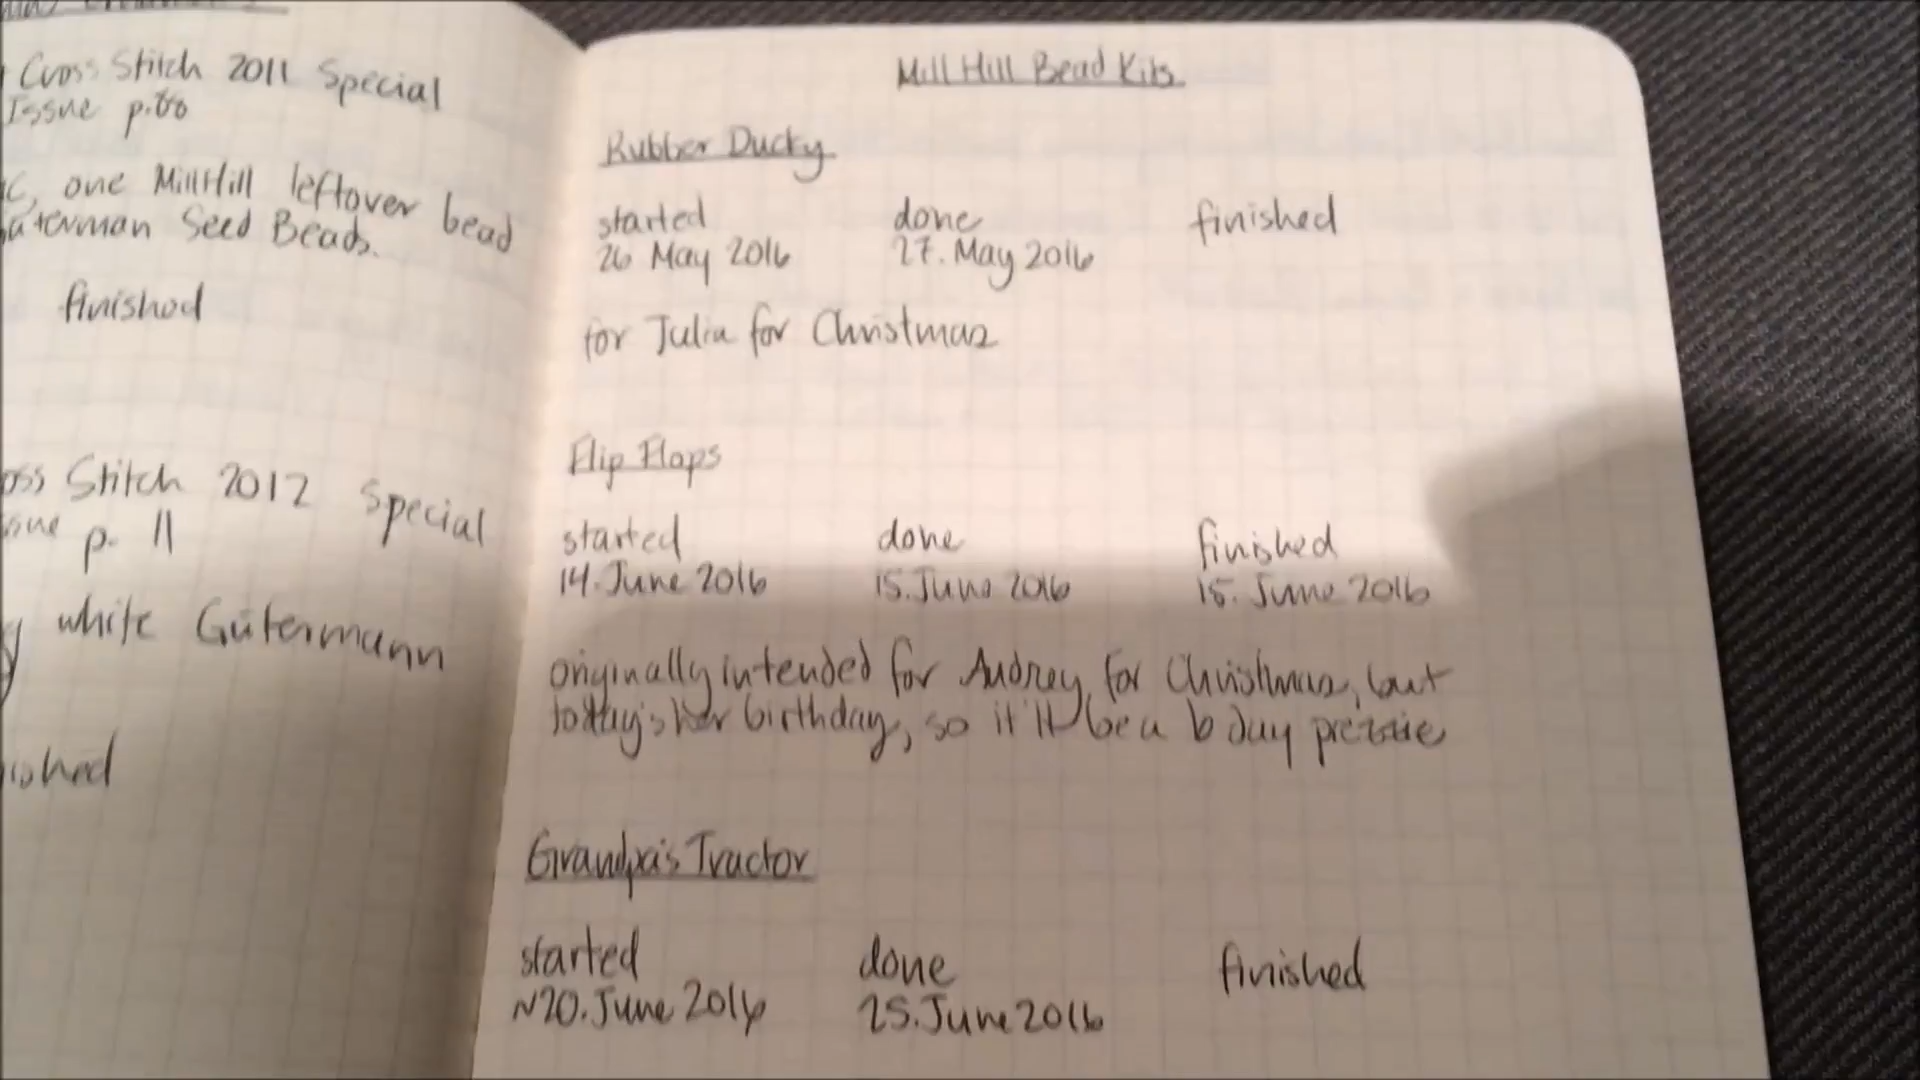 Cross Stitch 2011 Special
Issue p.
one MillHill leftover bead
Seed Beads.
finished
Stitch 2012 Special
p. 11
white Gütermann
Mill Hill Bead Kits
Rubber Ducky
started done finished
26 May 2016 27. May 2016
for Julia for Christmas
Flip Flops
started done finished
14. June 2016 15. June 2016 15. June 2016
originally intended for Audrey for Christmas, but
today's her birthday, so it'll be a b day pressie
Grandpa's Tractor
started done finished
~20. June 2016 25. June 2016